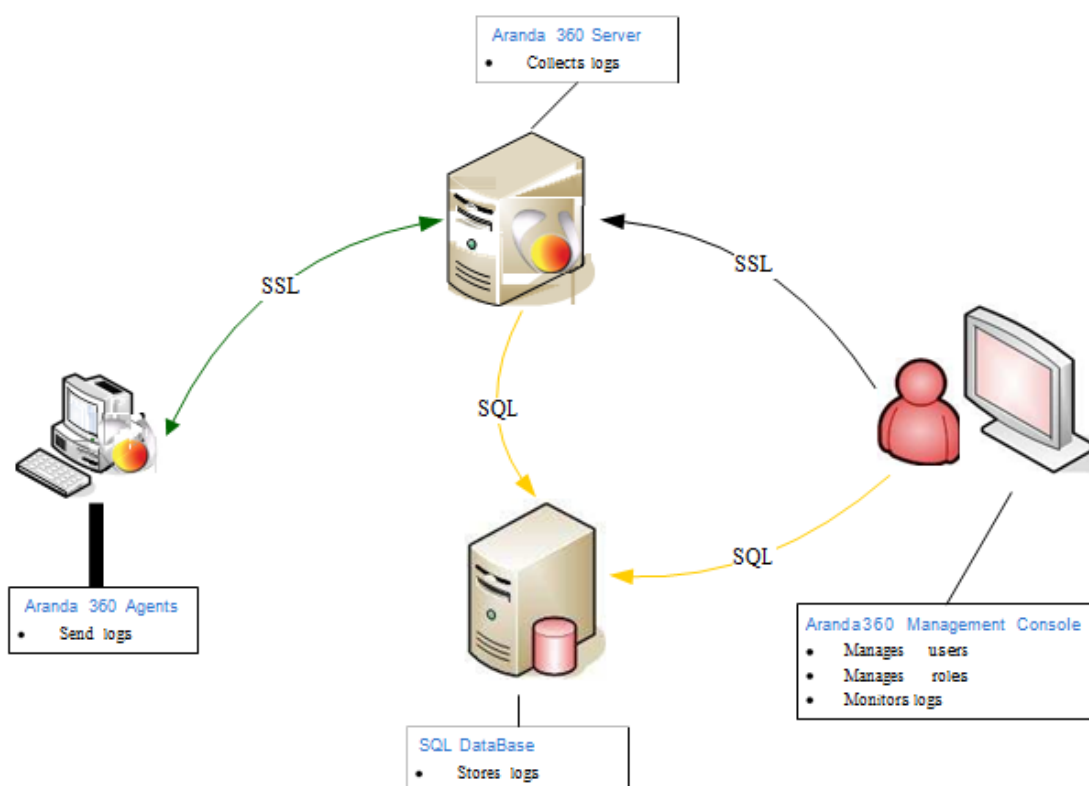 Aranda 360 Server
• Collects logs
SSL
SSL
SQL
SQL
Aranda 360 Agents
• Send logs
Aranda360 Management Console
• Manages users
• Manages roles
• Monitors logs
SQL DataBase
• Stores logs